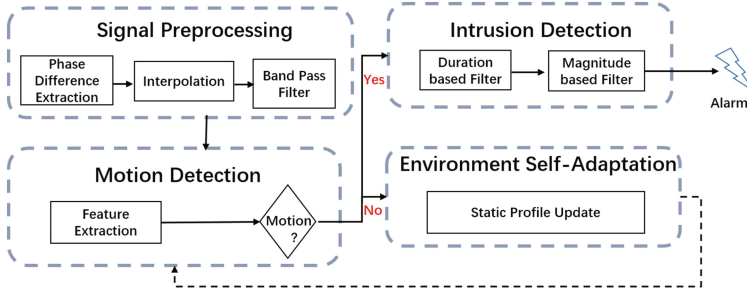 Signal Preprocessing
Phase
Difference
Extraction
Interpolation
Band Pass
Filter
Intrusion Detection
Duration
based Filter
Magnitude
based Filter
Alarm
Yes
Motion Detection
Feature
Extraction
Motion
?
No
Environment Self-Adaptation
Static Profile Update